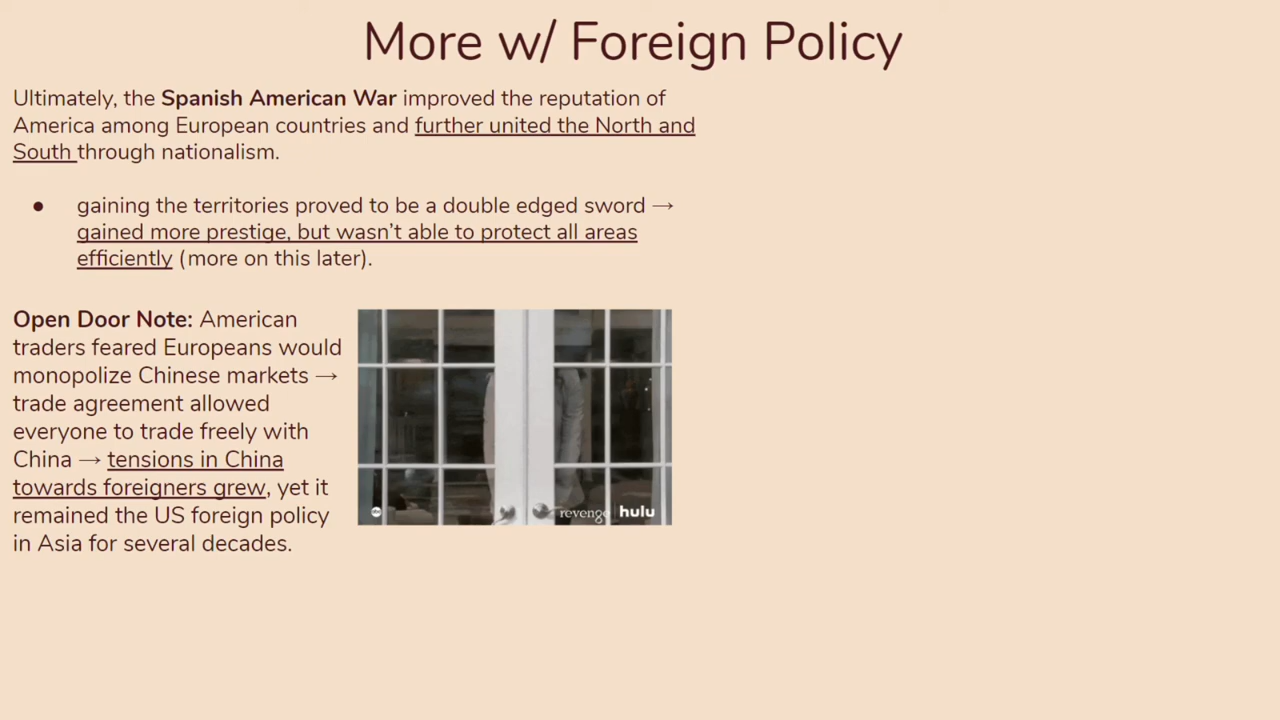 More w/ Foreign Policy
Ultimately, the Spanish American War improved the reputation of
America among European countries and further united the North and
South through nationalism.
● gaining the territories proved to be a double edged sword →
gained more prestige, but wasn't able to protect all areas
efficiently (more on this later).
Open Door Note: American
traders feared Europeans would
monopolize Chinese markets →
trade agreement allowed
everyone to trade freely with
China → tensions in China
towards foreigners grew, yet it
remained the US foreign policy
in Asia for several decades.
abc
revenge hulu